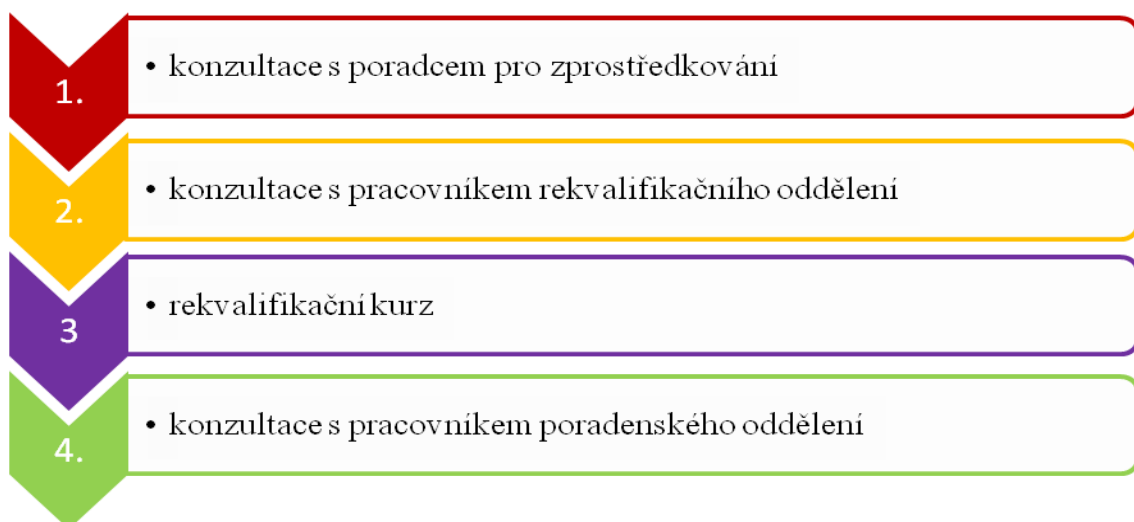 1.
• konzultace s poradcem pro zprostředkování
2.
• konzultace s pracovníkem rekvalifikačního oddělení
3
• rekvalifikační kurz
4.
• konzultace s pracovníkem poradenského oddělení